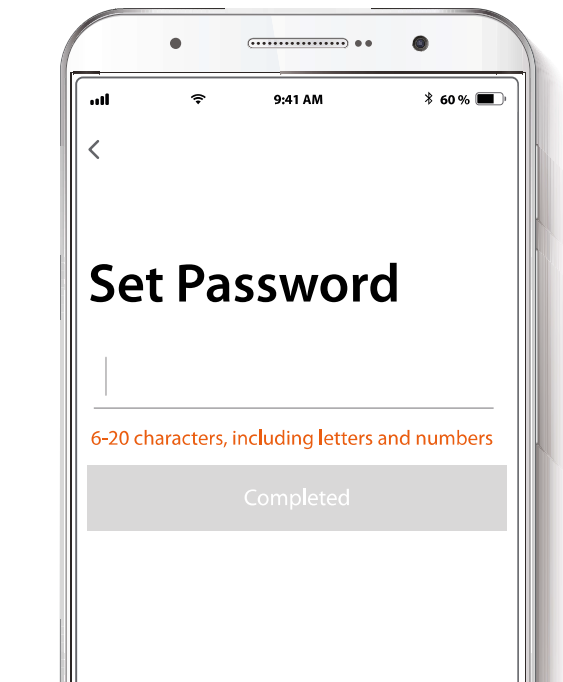 9:41 AM
60 %
Set Password
6-20 characters, including letters and numbers
Completed